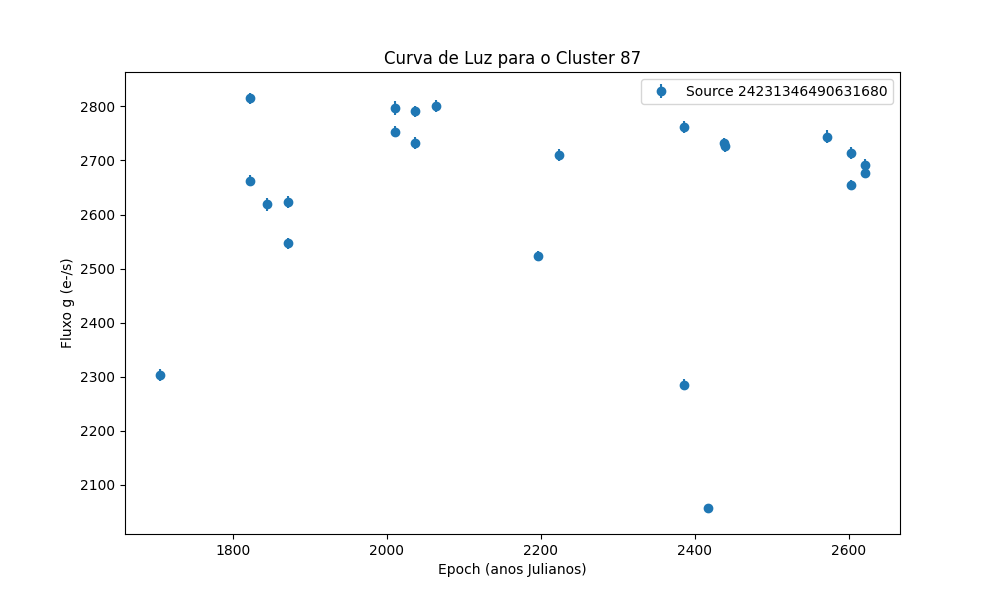 Curva de Luz para o Cluster 87
Source 24231346490631680
2800
2700
2600
2500
2400
2300
2200
2100
Fluxo g (e-/s)
1800 2000 2200 2400 2600
Epoch (anos Julianos)